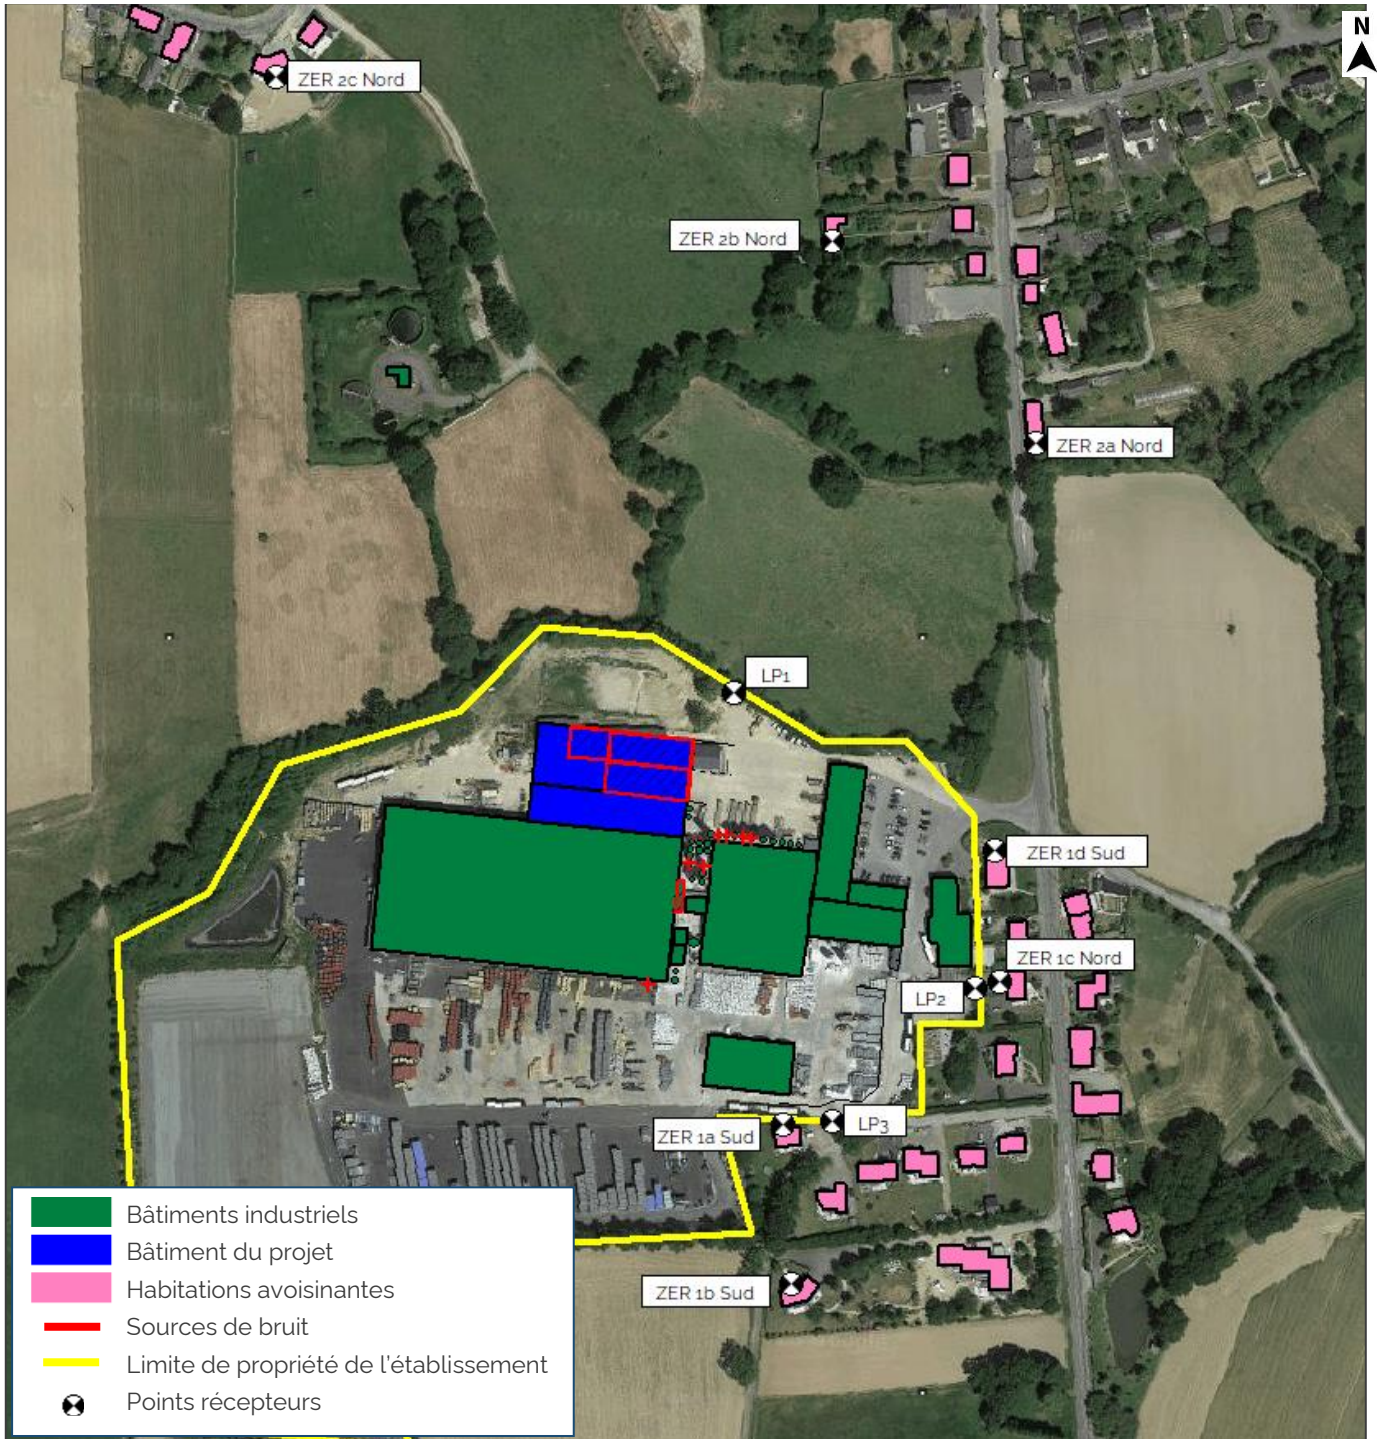 N
ZER 2c Nord
ZER 2b Nord
ZER 2a Nord
LP1
ZER 1d Sud
ZER 1c Nord
LP2
LP3
ZER 1a Sud
ZER 1b Sud
Bâtiments industriels
Bâtiment du projet
Habitations avoisinantes
Sources de bruit
Limite de propriété de l'établissement
Points récepteurs